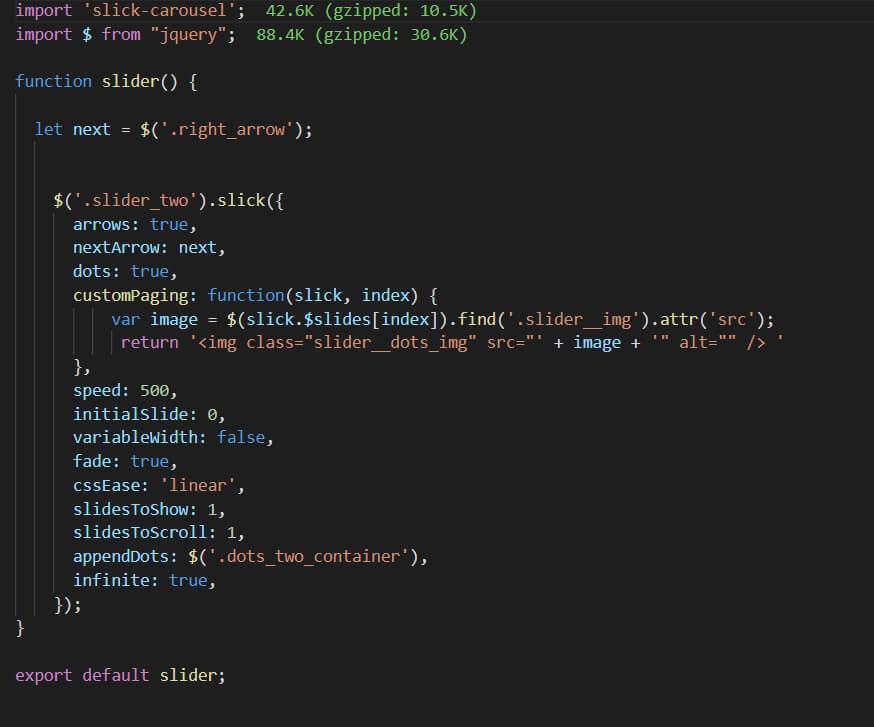 import 'slick-carousel';  42.6K (gzipped: 10.5K)
import $ from "jquery";  88.4K (gzipped: 30.6K)

function slider() {

  let next = $('.right_arrow');


    $('.slider_two').slick({
      arrows: true,
      nextArrow: next,
      dots: true,
      customPaging: function(slick, index) {
          var image = $(slick.$slides[index]).find('.slider__img').attr('src');
           return '<img class="slider__dots_img" src="' + image + '" alt="" /> '
      },
      speed: 500,
      initialSlide: 0,
      variableWidth: false,
      fade: true,
      cssEase: 'linear',
      slidesToShow: 1,
      slidesToScroll: 1,
      appendDots: $('.dots_two_container'),
      infinite: true,
    });
}

export default slider;